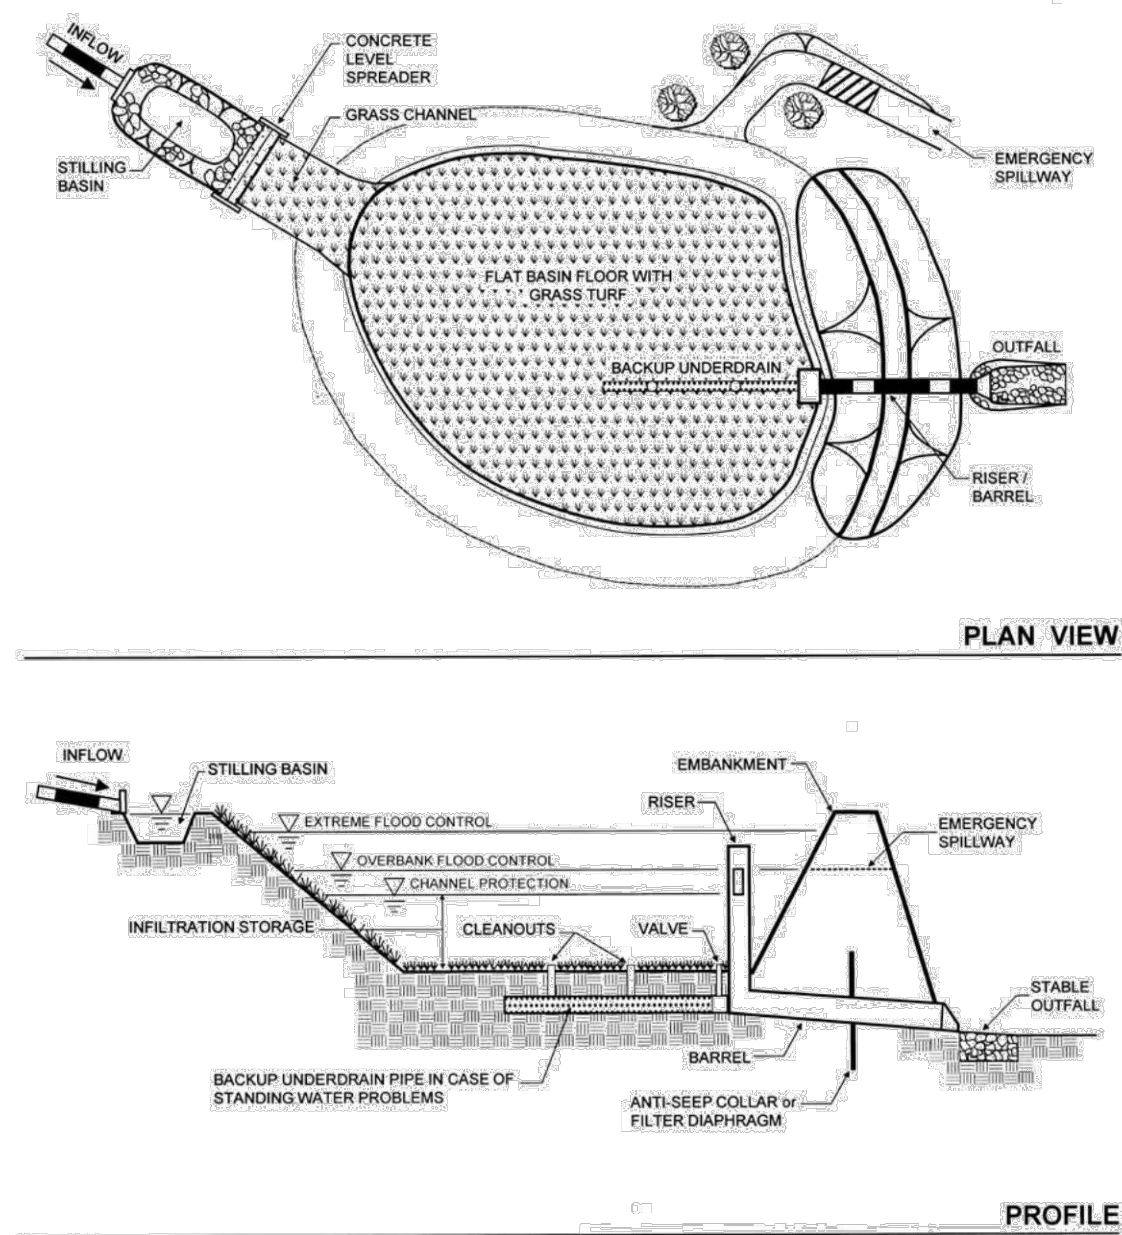 INFLOW
CONCRETE
LEVEL
SPREADER
GRASS CHANNEL
STILLING
BASIN
EMERGENCY
SPILLWAY
FLAT BASIN FLOOR WITH
GRASS TURF
BACKUP UNDERDRAIN
OUTFALL
RISER /
BARREL
PLAN VIEW
INFLOW
STILLING BASIN
EMBANKMENT
RISER
EXTREME FLOOD CONTROL
EMERGENCY
SPILLWAY
OVERBANK FLOOD CONTROL
CHANNEL PROTECTION
INFILTRATION STORAGE
CLEANOUTS
VALVE
STABLE
OUTFALL
BARREL
BACKUP UNDERDRAIN PIPE IN CASE OF
STANDING WATER PROBLEMS
ANTI-SEEP COLLAR or
FILTER DIAPHRAGM
PROFILE